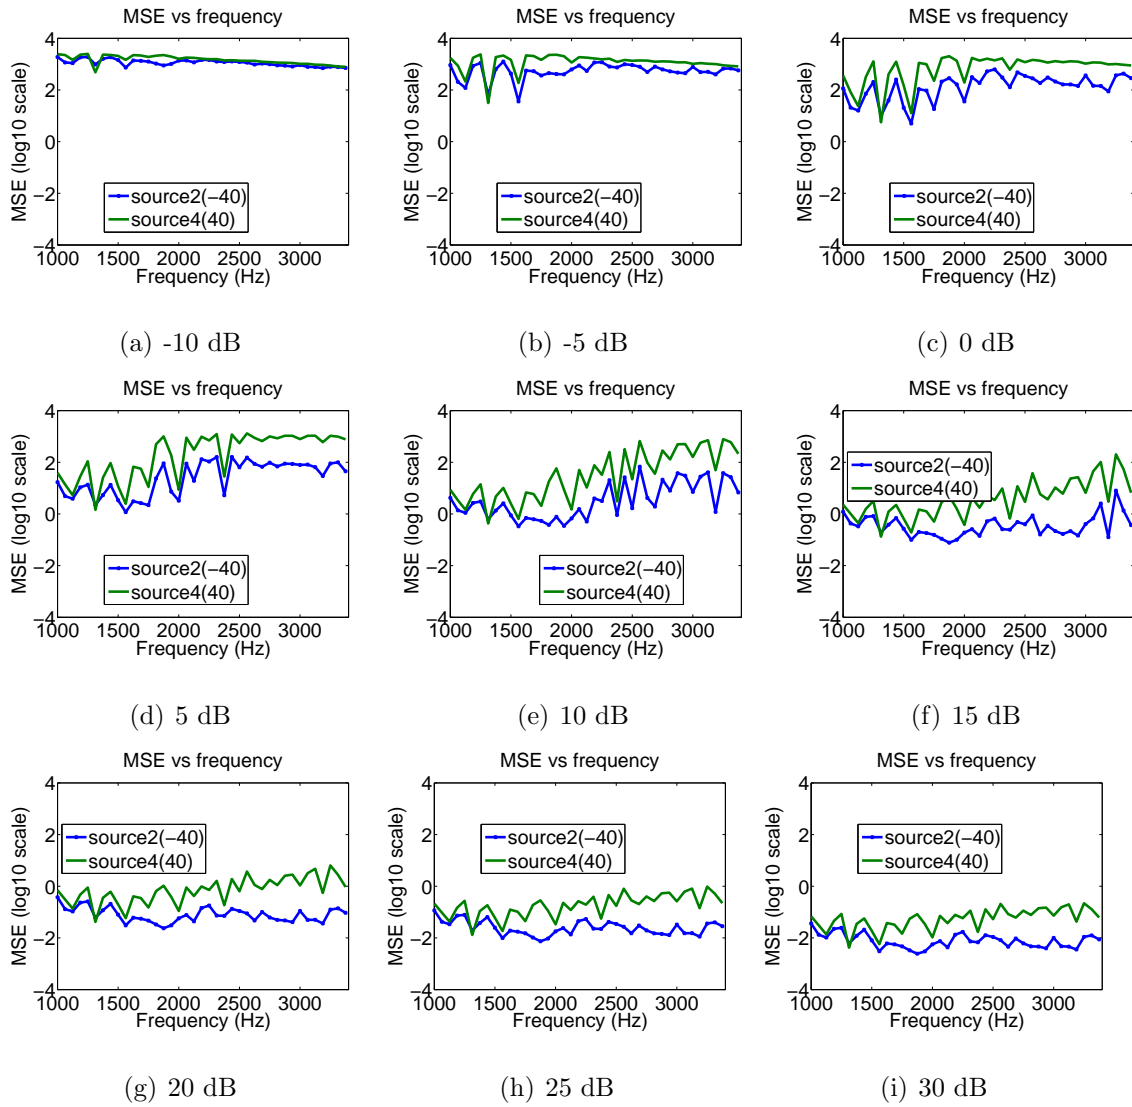 MSE vs frequency
MSE (log10 scale)
4
2
0
−2
−4
source2(−40)
source4(40)
1000 1500 2000 2500 3000
Frequency (Hz)
(a) -10 dB
MSE vs frequency
MSE (log10 scale)
4
2
0
−2
−4
source2(−40)
source4(40)
1000 1500 2000 2500 3000
Frequency (Hz)
(b) -5 dB
MSE vs frequency
MSE (log10 scale)
4
2
0
−2
−4
source2(−40)
source4(40)
1000 1500 2000 2500 3000
Frequency (Hz)
(c) 0 dB
MSE vs frequency
MSE (log10 scale)
4
2
0
−2
−4
source2(−40)
source4(40)
1000 1500 2000 2500 3000
Frequency (Hz)
(d) 5 dB
MSE vs frequency
MSE (log10 scale)
4
2
0
−2
−4
source2(−40)
source4(40)
1000 1500 2000 2500 3000
Frequency (Hz)
(e) 10 dB
MSE vs frequency
MSE (log10 scale)
4
2
0
−2
−4
source2(−40)
source4(40)
1000 1500 2000 2500 3000
Frequency (Hz)
(f) 15 dB
MSE vs frequency
MSE (log10 scale)
4
2
0
−2
−4
source2(−40)
source4(40)
1000 1500 2000 2500 3000
Frequency (Hz)
(g) 20 dB
MSE vs frequency
MSE (log10 scale)
4
2
0
−2
−4
source2(−40)
source4(40)
1000 1500 2000 2500 3000
Frequency (Hz)
(h) 25 dB
MSE vs frequency
MSE (log10 scale)
4
2
0
−2
−4
source2(−40)
source4(40)
1000 1500 2000 2500 3000
Frequency (Hz)
(i) 30 dB